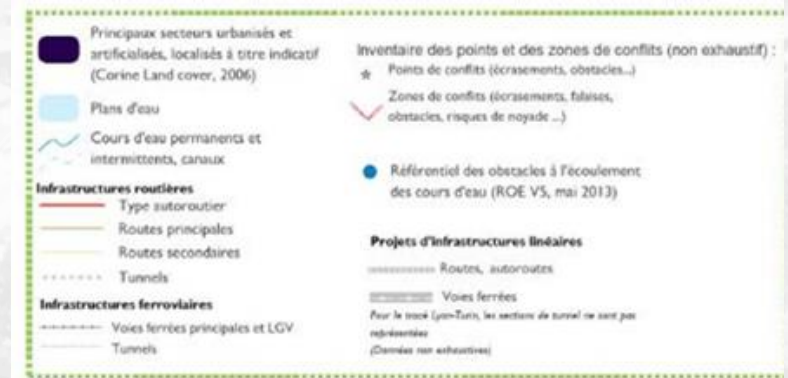 Principaux secteurs urbanisés et
artificialisés, localisés à titre indicatif
(Corine Land cover, 2006)
Plans d'eau
Cours d'eau permanents et
intermittents, canaux
Infrastructures routières
Type autoroutier
Routes principales
Routes secondaires
Tunnels
Infrastructures ferroviaires
Voies ferrées principales et LGV
Tunnels
Inventaire des points et des zones de conflits (non exhaustif) :
Points de conflits (écrasements, obstacles...)
Zones de conflits (écrasements, falaises,
obstacles, risques de noyade ...)
Référentiel des obstacles à l'écoulement
des cours d'eau (ROE V5, mai 2013)
Projets d'infrastructures linéaires
Routes, autoroutes
Voies ferrées
Pour le tracé Lyon-Turin, les sections de tunnel ne sont pas
représentées
(Données non exhaustives)